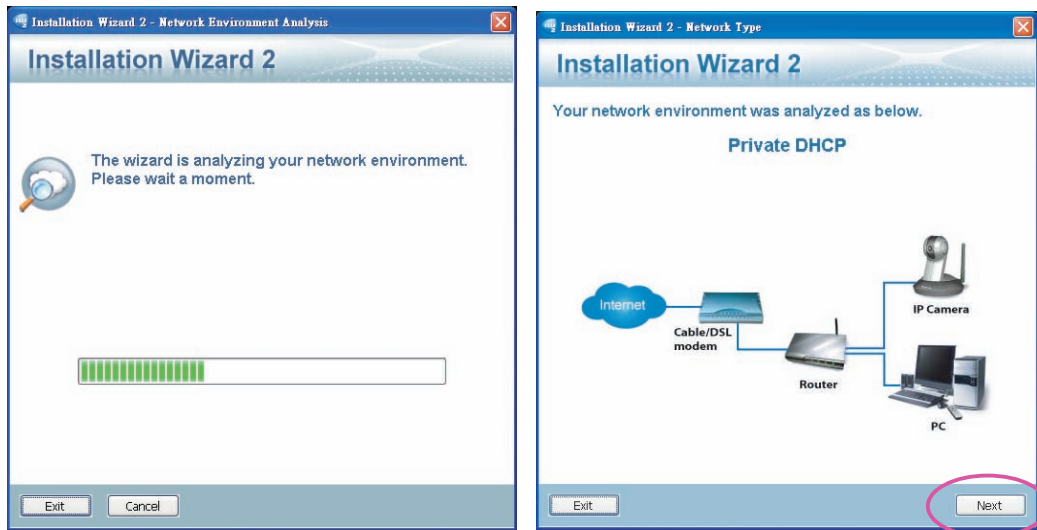 Installation Wizard 2 - Network Environment Analysis
Installation Wizard 2
The wizard is analyzing your network environment.
Please wait a moment.
Exit
Cancel
Installation Wizard 2 - Network Type
Installation Wizard 2
Your network environment was analyzed as below.
Private DHCP
Internet
Cable/DSL
modem
Router
IP Camera
PC
Exit
Next